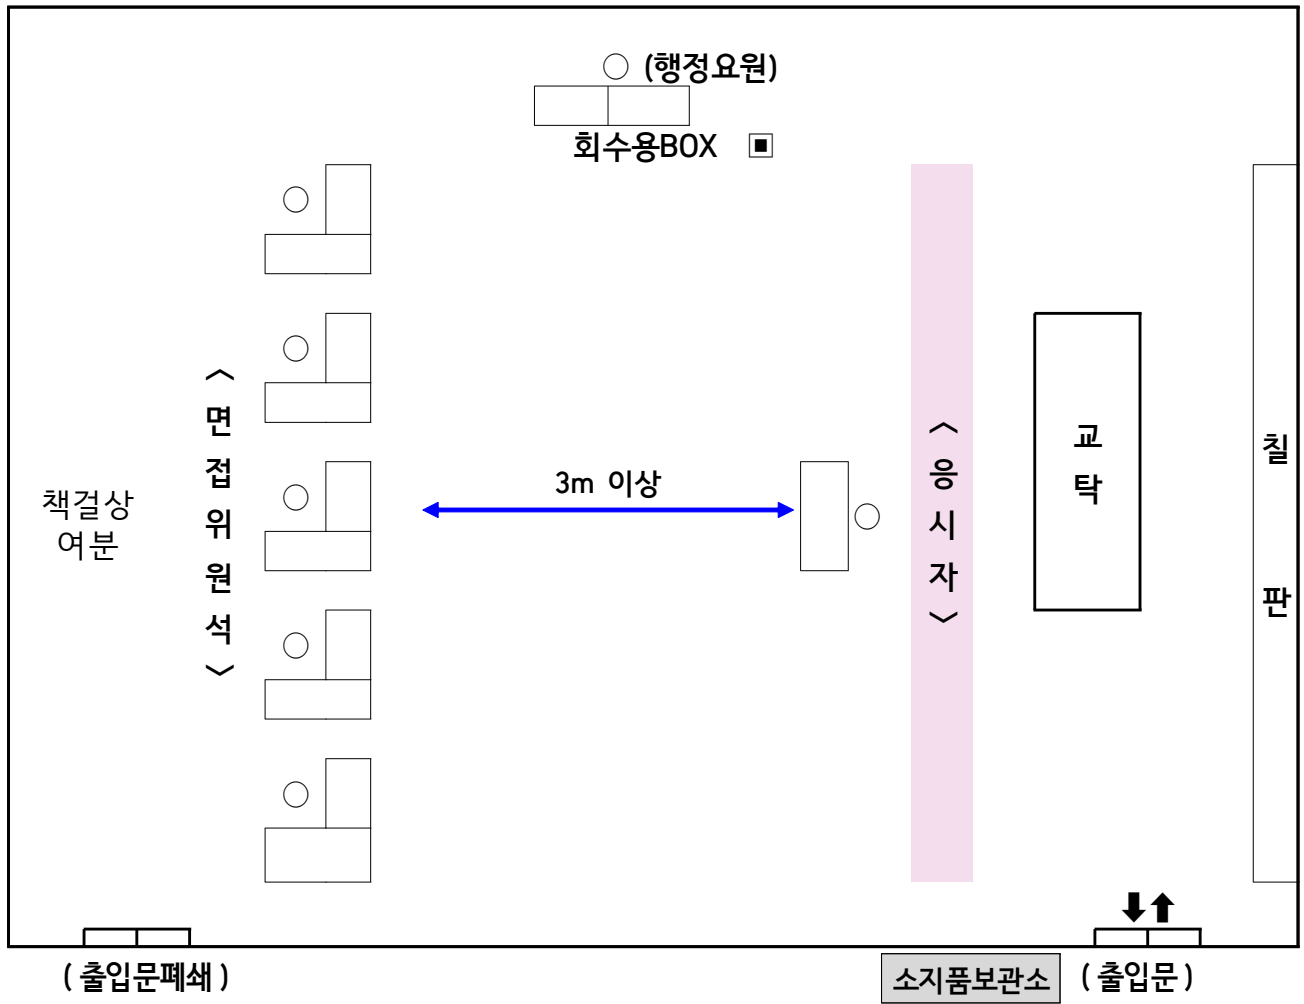 (행정요원)
회수용BOX
책걸상
여분
〈면접위원석〉
3m 이상
〈응시자〉
교탁
칠판
( 출입문폐쇄 )
소지품보관소
( 출입문 )